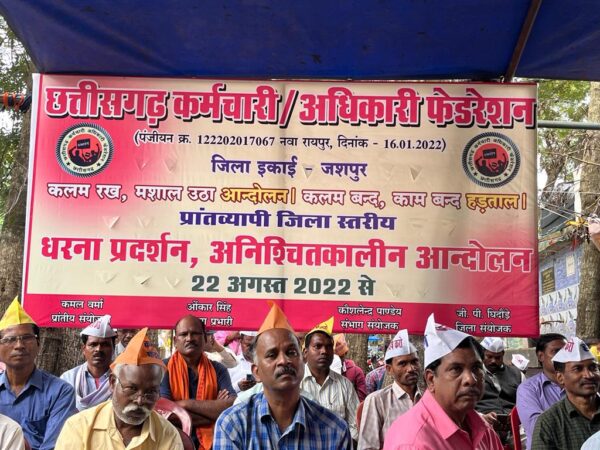 छत्तीसगढ़ कर्मचारी/अधिकारी फेडरेशन
(पंजीयन क्र. 122202017067 नवा रायपुर, दिनांक - 16.01.2022)
जिला इकाई - जशपुर
कलम रख, मशाल उठा आन्दोलन। कलम बन्द, काम बन्द हड़ताल।
प्रांतव्यापी जिला स्तरीय
धरना प्रदर्शन, अनिश्चितकालीन आन्दोलन
22 अगस्त 2022 से
कमल वर्मा ओंकार सिंह कौशलेन्द्र पाण्डेय जी. पी. घिर्डोड़े
प्रांतीय संयोजक प्रभारी संभाग संयोजक जिला संयोजक